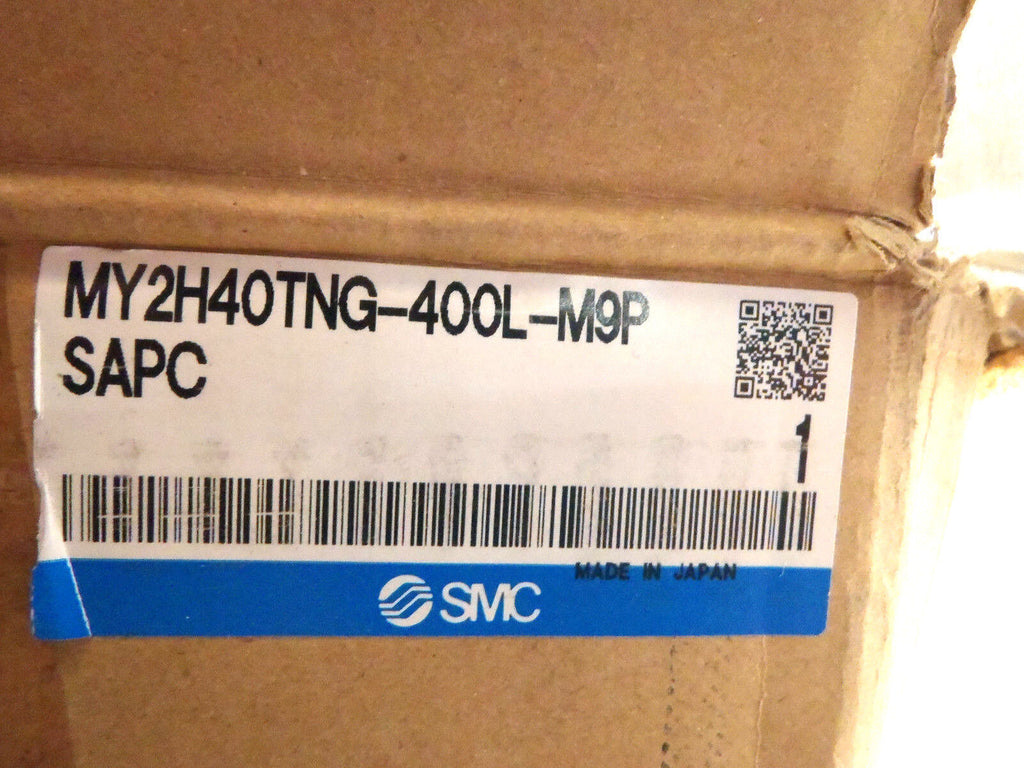 MY2H40TNG-400L-M9P
SAPC
1
MADE IN JAPAN
SMC